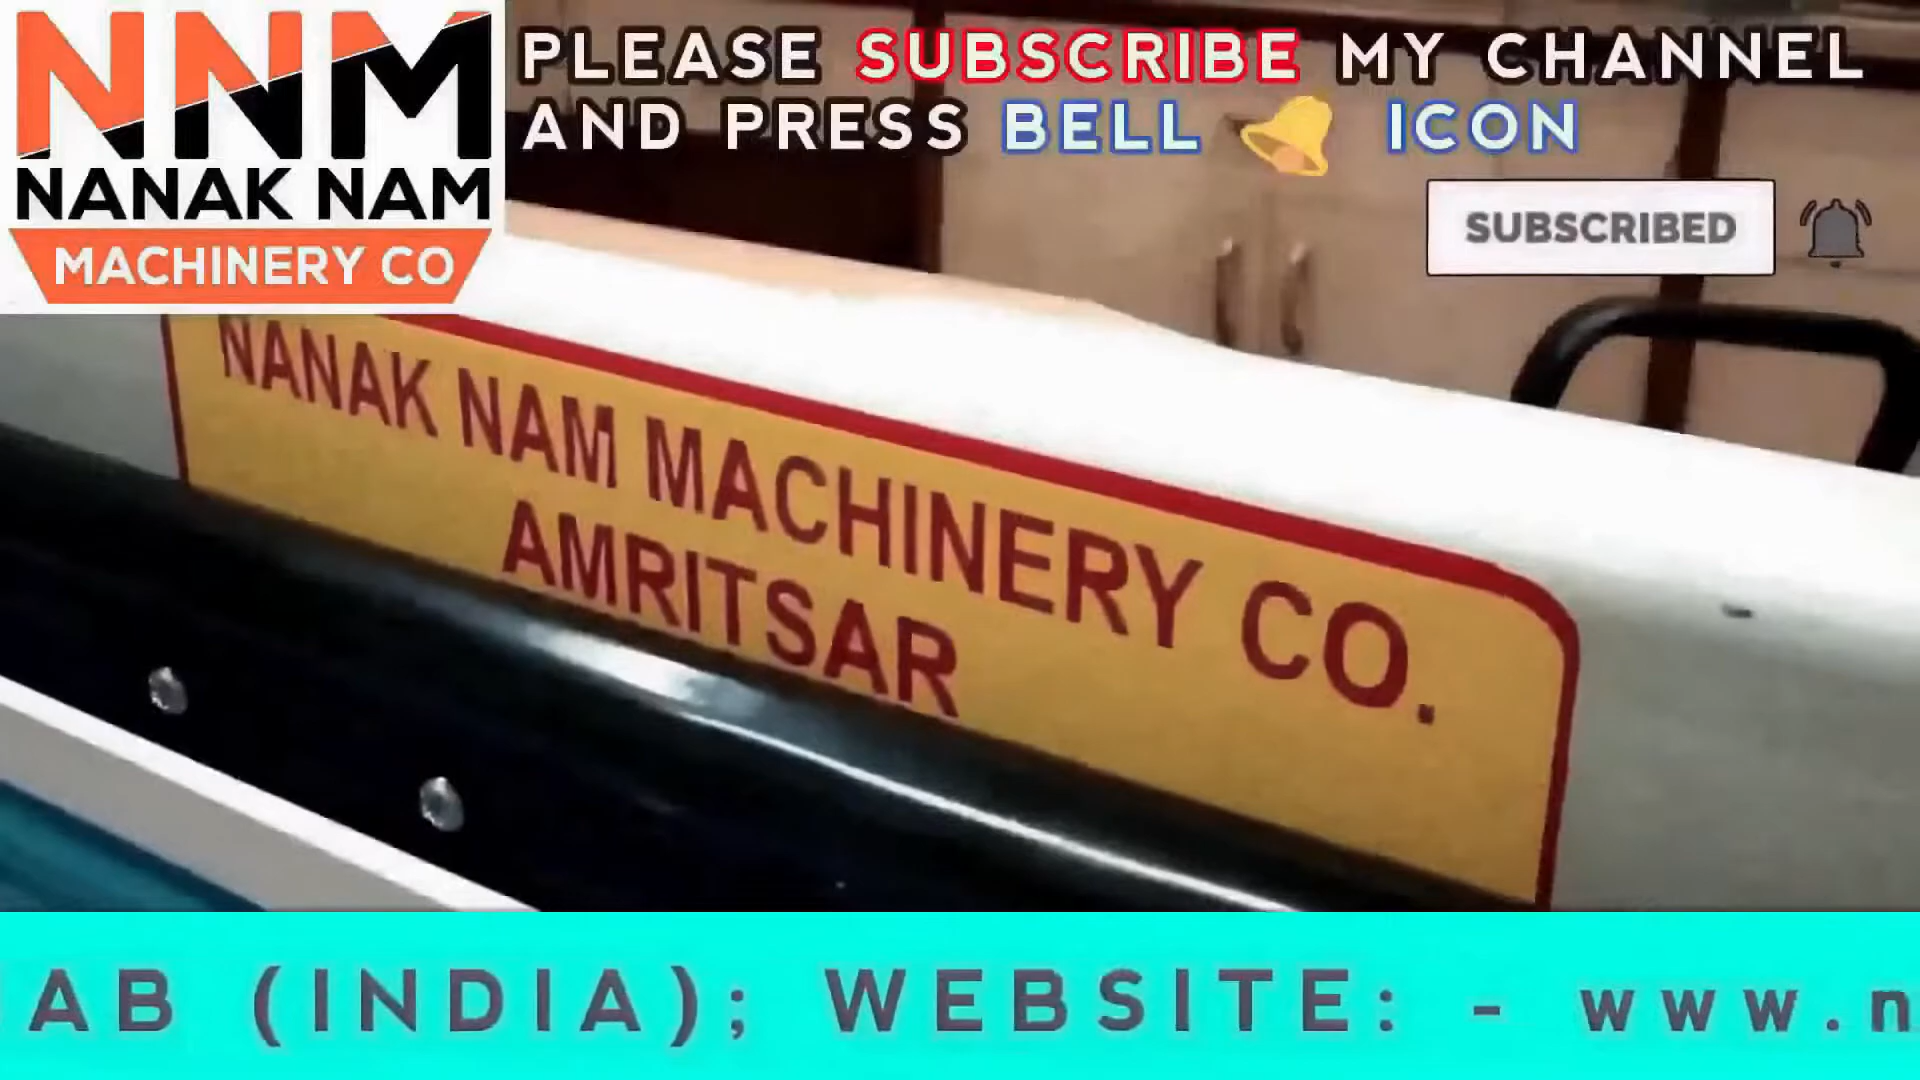 NNM
NANAK NAM
MACHINERY CO
PLEASE SUBSCRIBE MY CHANNEL
AND PRESS BELL 🔔 ICON
SUBSCRIBED
NANAK NAM MACHINERY CO.
AMRITSAR
AB (INDIA); WEBSITE: - www.n